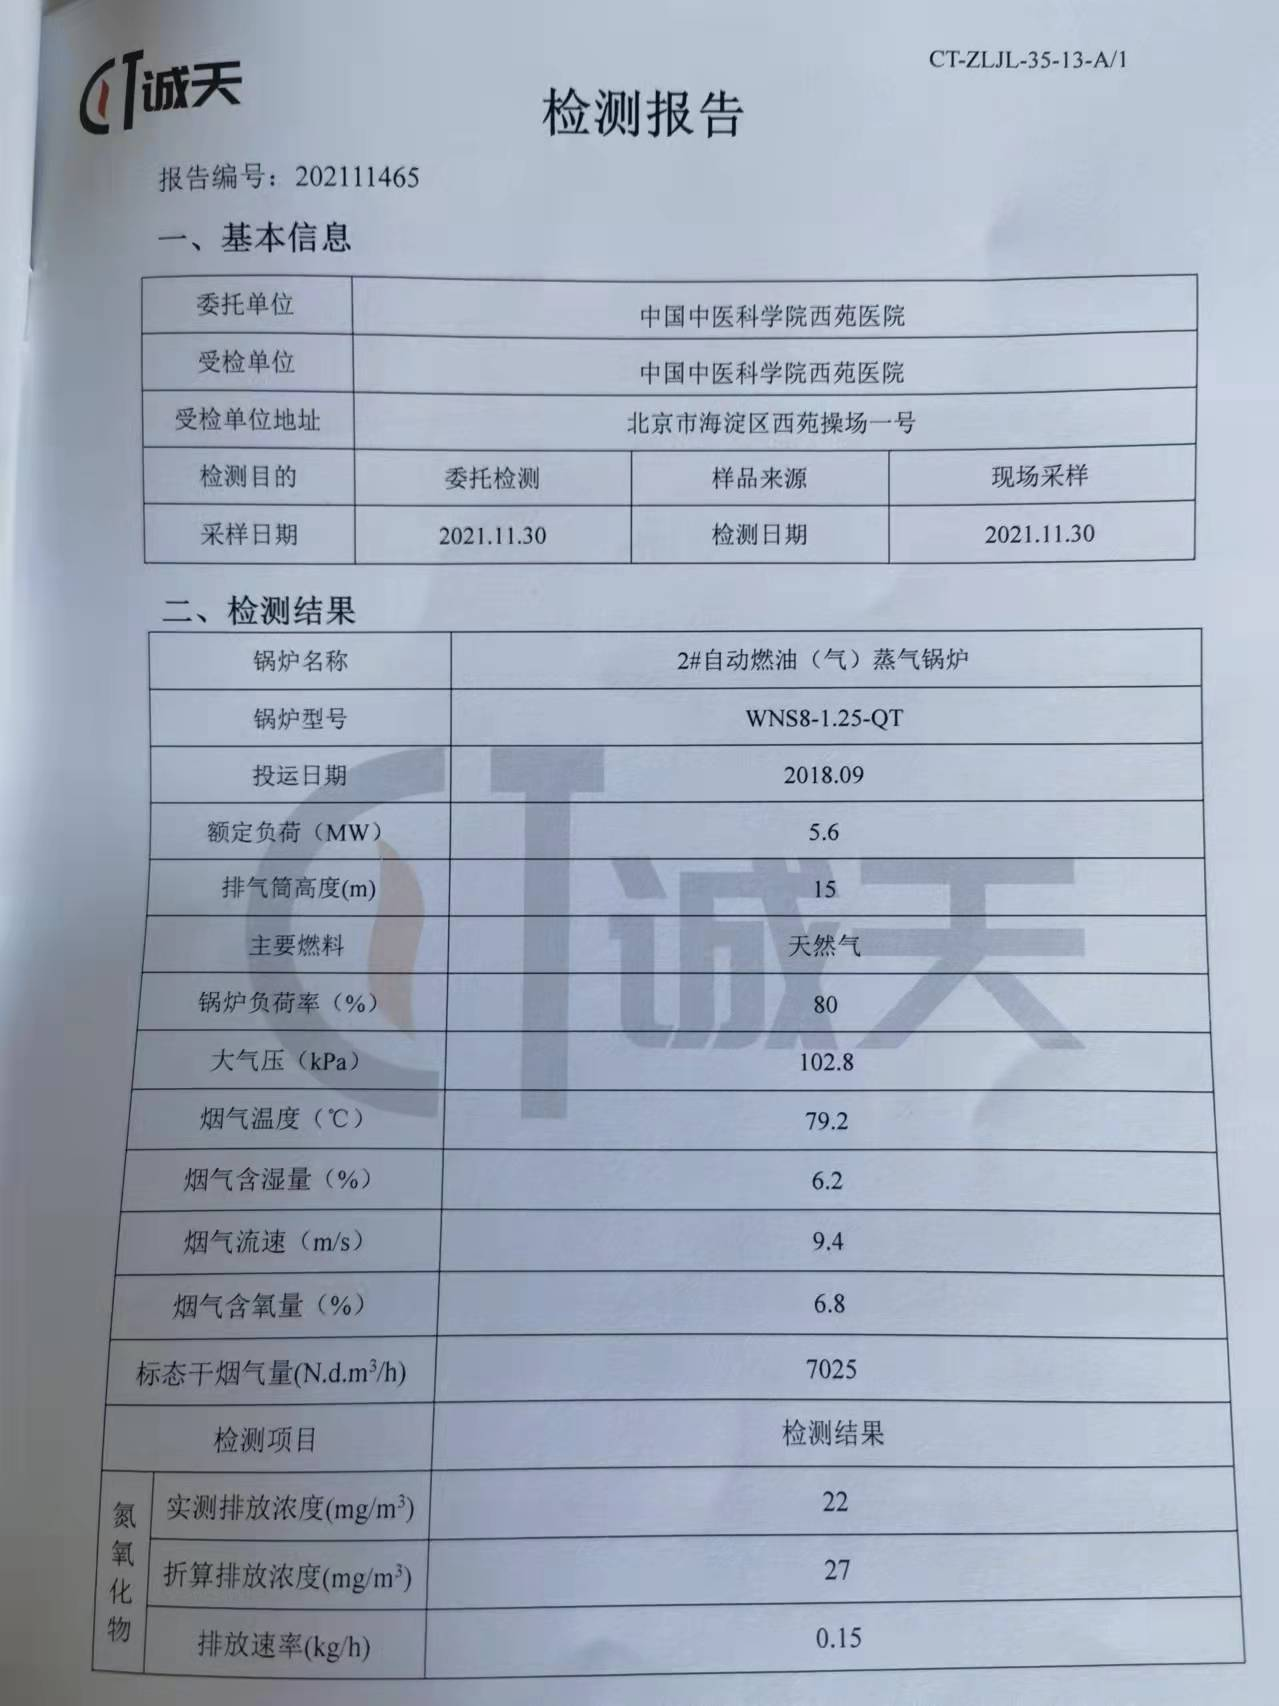 CT诚天
CT-ZLJL-35-13-A/1
检测报告
报告编号：202111465
一、基本信息
委托单位 中国中医科学院西苑医院
受检单位 中国中医科学院西苑医院
受检单位地址 北京市海淀区西苑操场一号
检测目的 委托检测 样品来源 现场采样
采样日期 2021.11.30 检测日期 2021.11.30
二、检测结果
锅炉名称 2#自动燃油（气）蒸气锅炉
锅炉型号 WNS8-1.25-QT
投运日期 2018.09
额定负荷（MW） 5.6
排气筒高度(m) 15
主要燃料 天然气
锅炉负荷率（%） 80
大气压（kPa） 102.8
烟气温度（℃） 79.2
烟气含湿量（%） 6.2
烟气流速（m/s） 9.4
烟气含氧量（%） 6.8
标态干烟气量(N.d.m³/h) 7025
检测项目 检测结果
氮氧化物
实测排放浓度(mg/m³) 22
折算排放浓度(mg/m³) 27
排放速率(kg/h) 0.15
CT诚天